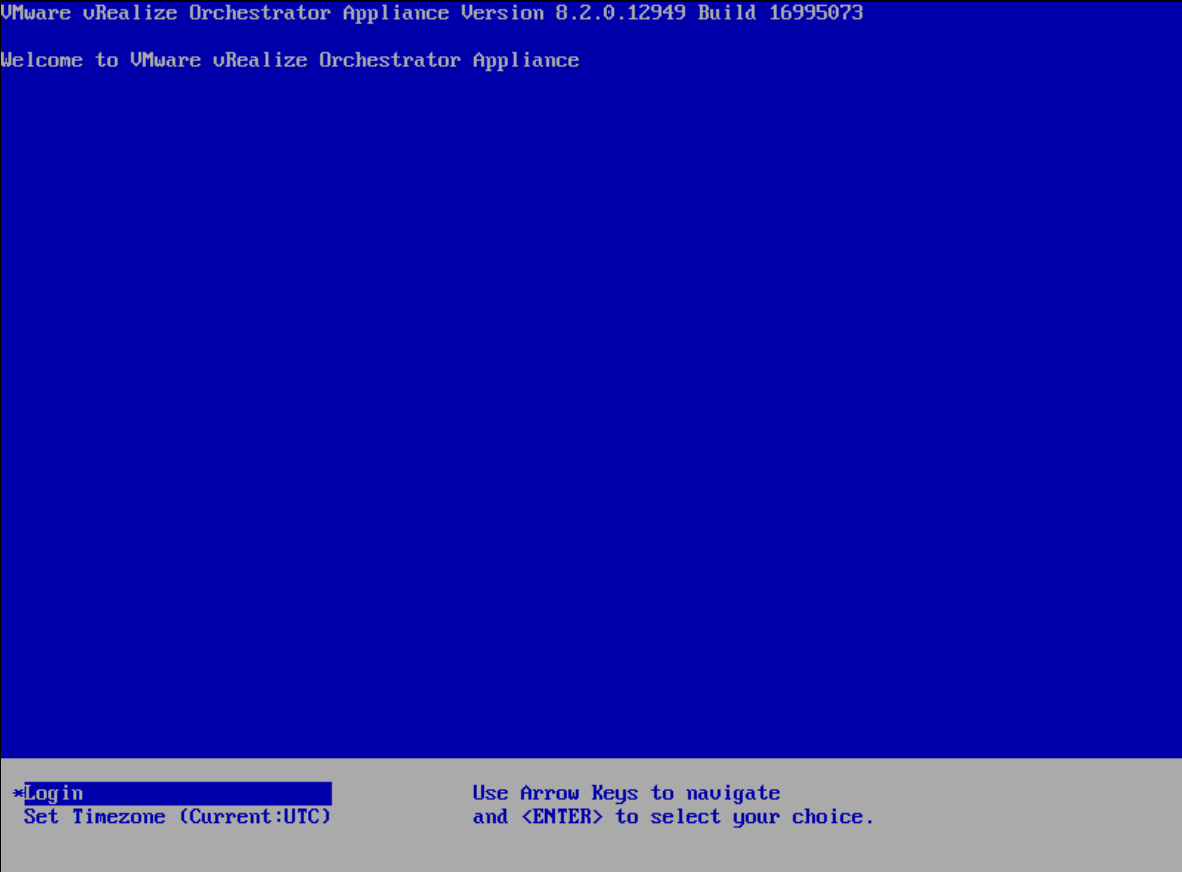 VMware vRealize Orchestrator Appliance Version 8.2.0.12949 Build 16995073
Welcome to VMware vRealize Orchestrator Appliance
*Login
Set Timezone (Current:UTC)
Use Arrow Keys to navigate
and <ENTER> to select your choice.